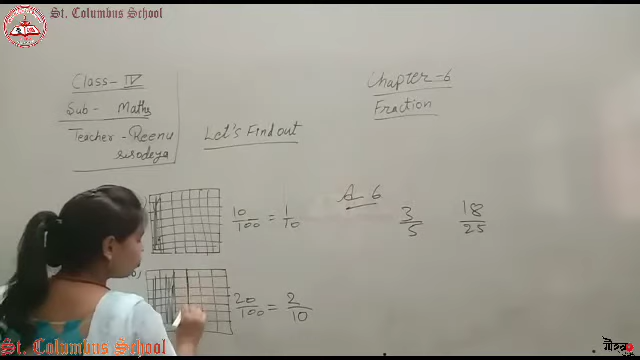 St. Columbus School
Class- IV
Sub- Maths
Teacher - Reenu
sisodeya
Let's Find out
Chapter -6
Fraction
10/100 = 1/10
Q 6
3/5
18/25
20/100 = 2/10
St. Columbus School